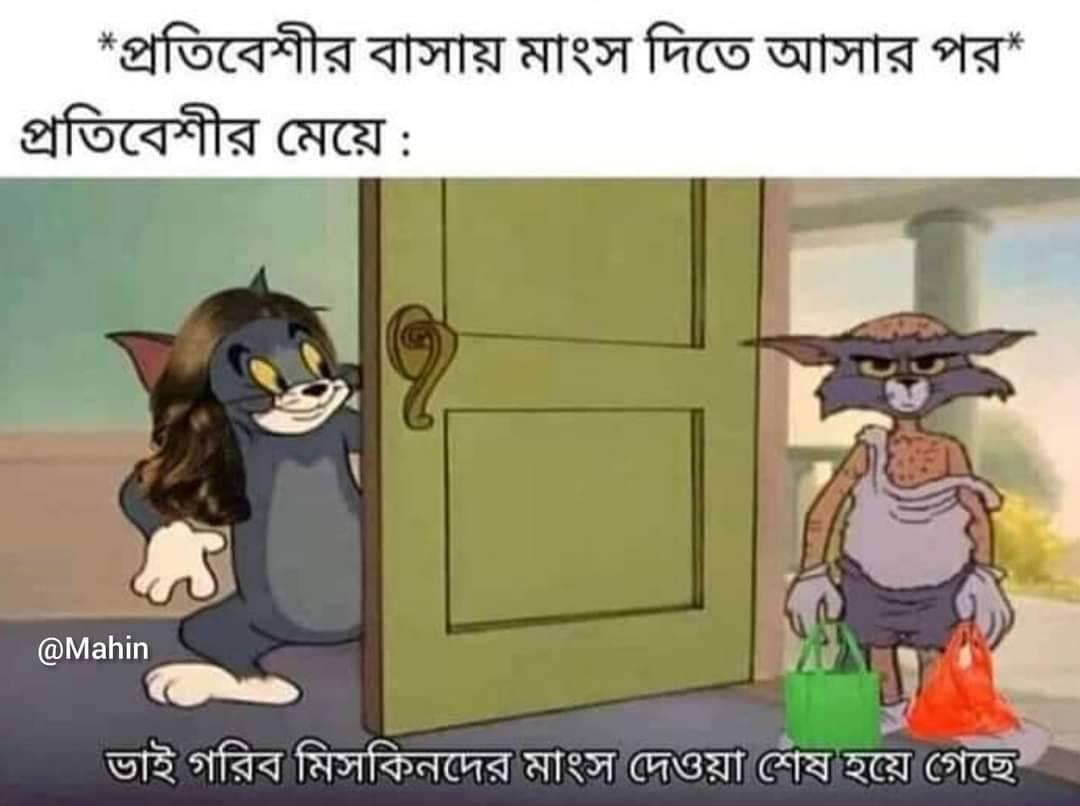 *প্রতিবেশীর বাসায় মাংস দিতে আসার পর*
প্রতিবেশীর মেয়ে :
@Mahin
ভাই গরিব মিসকিনদের মাংস দেওয়া শেষ হয়ে গেছে